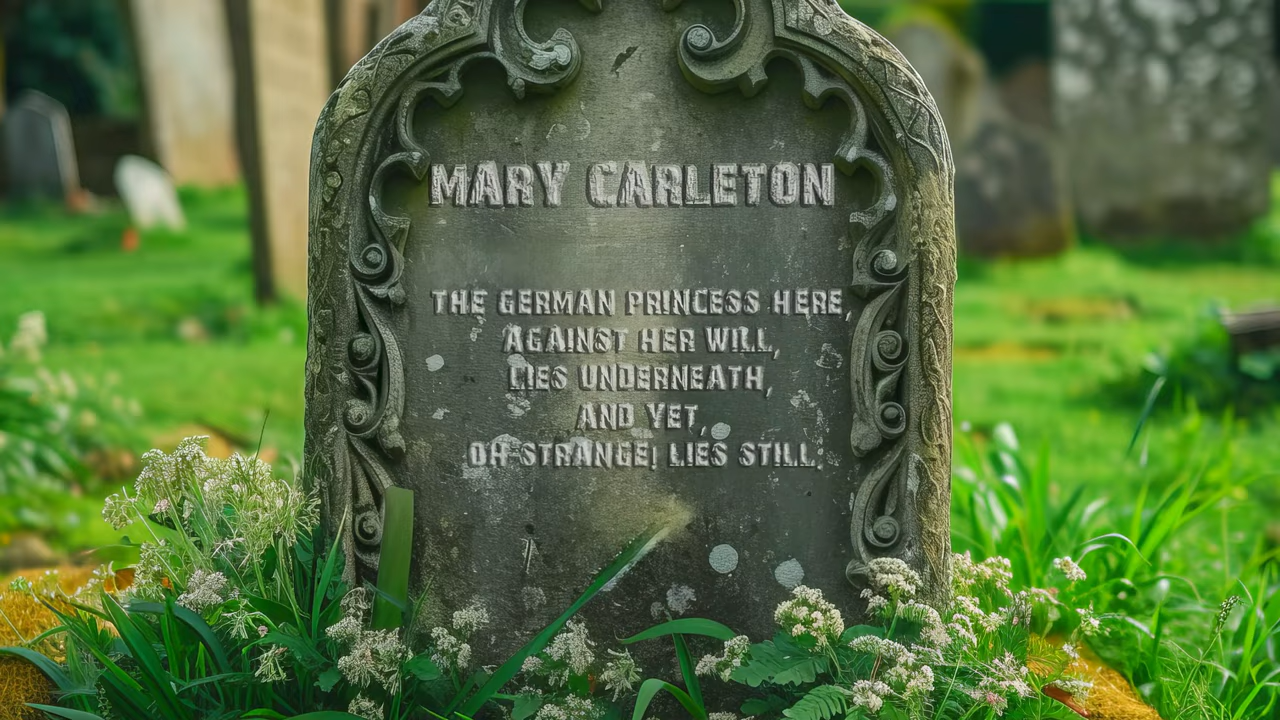 MARY CARLETON
THE GERMAN PRINCESS HERE,
AGAINST HER WILL,
LIES UNDERNEATH,
AND YET,
OH STRANGE! LIES STILL.